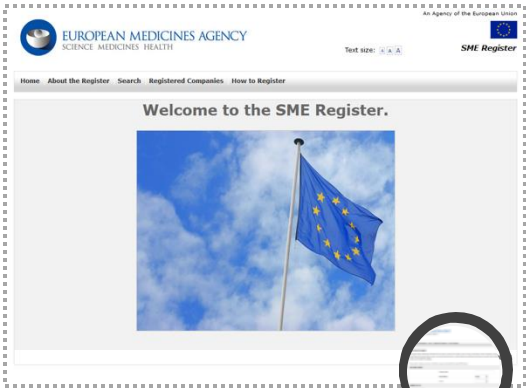 An Agency of the European Union
EUROPEAN MEDICINES AGENCY
SCIENCE MEDICINES HEALTH
Text size: A A A
SME Register
Home About the Register Search Registered Companies How to Register
Welcome to the SME Register.